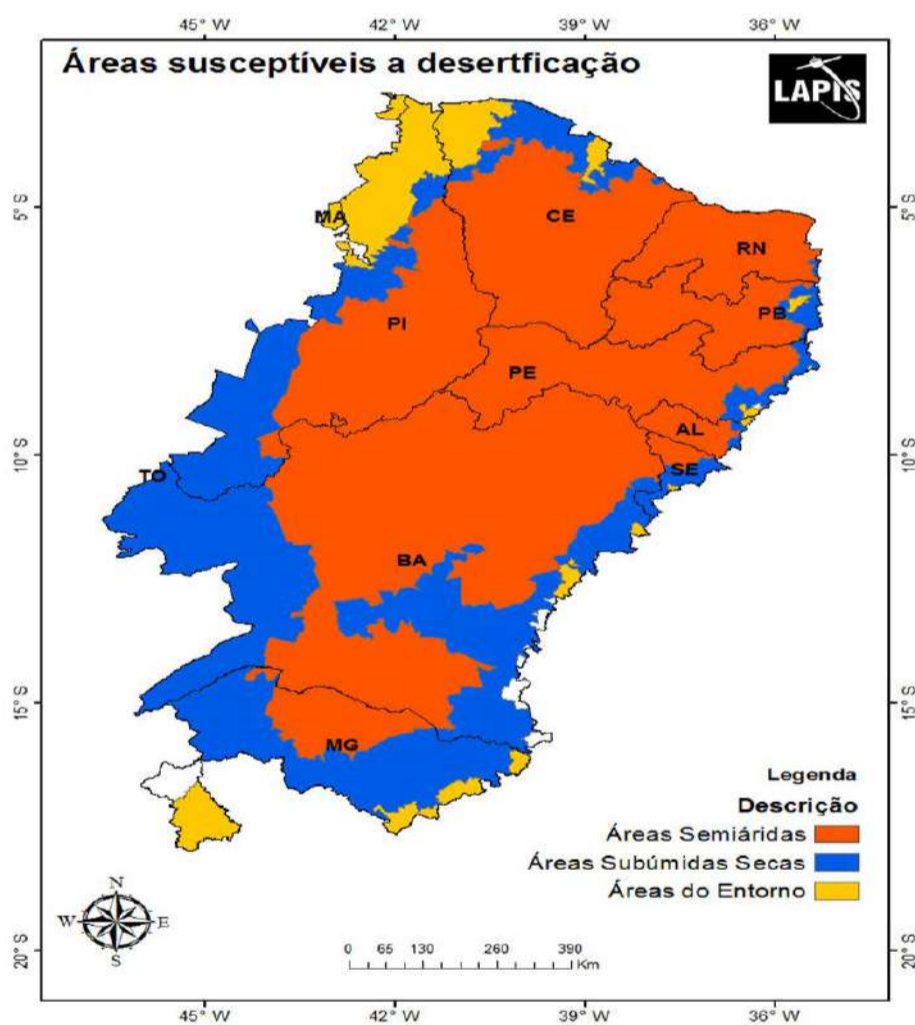 45° W 42° W 39° W 36° W
Áreas susceptíveis a desertficação
LAPIS
5°S 5°S
MA
CE
RN
PI
PB
PE
AL
10°S 10°S
SE
TO
BA
15°S 15°S
MG
Legenda
Descrição
Áreas Semiáridas
Áreas Subúmidas Secas
Áreas do Entorno
N
W E
S
0 65 130 260 390
Km
20°S 20°S
45° W 42° W 39° W 36° W